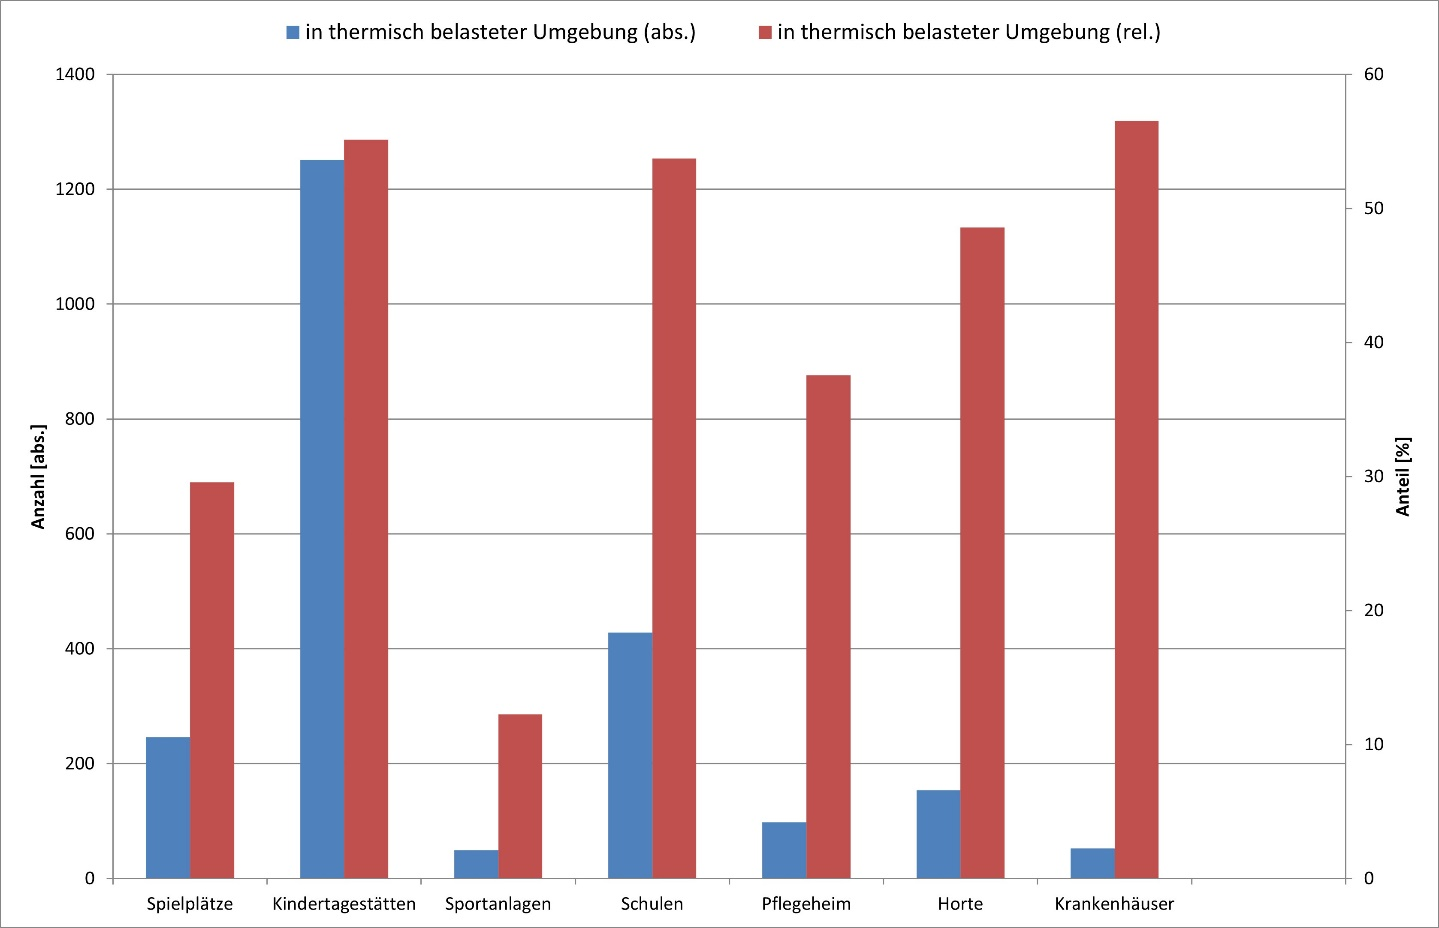 in thermisch belasteter Umgebung (abs.) in thermisch belasteter Umgebung (rel.)
1400 60
1200 50
1000 40
800 30
600 20
400 10
200 0
0
Anzahl [abs.]
Anteil [%]
Spielplätze Kindertagestätten Sportanlagen Schulen Pflegeheim Horte Krankenhäuser